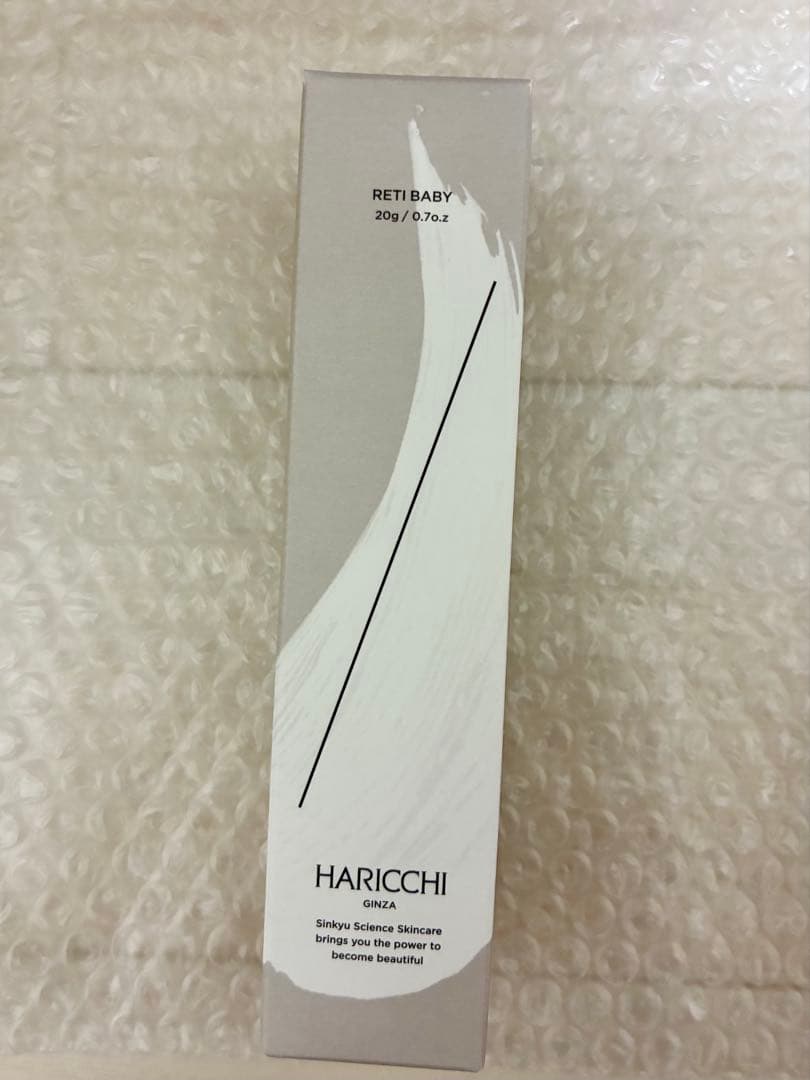 RETI BABY
20g / 0.7o.z
HARICCHI
GINZA
Sinkyu Science Skincare
brings you the power to
become beautiful